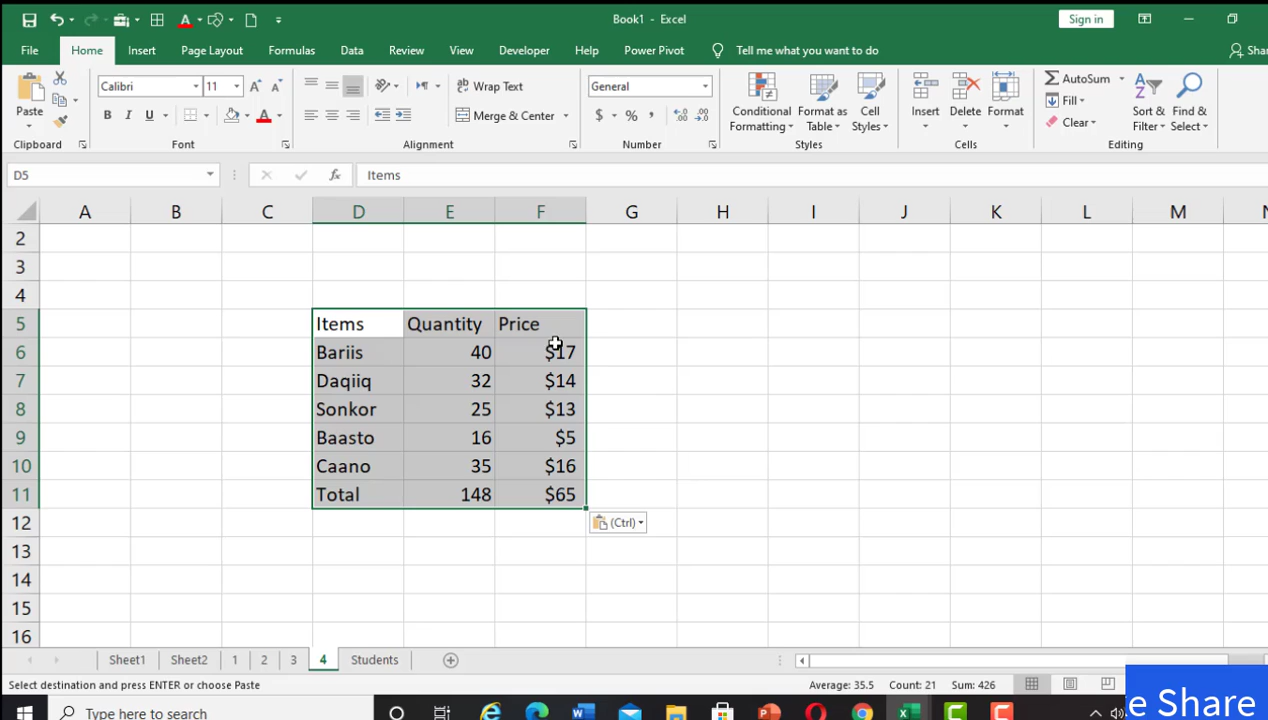 Book1 - Excel
Sign in
File Home Insert Page Layout Formulas Data Review View Developer Help Power Pivot Tell me what you want to do
Calibri 11
Wrap Text
General
AutoSum
Merge & Center
$ % ,
Fill
Clear
Paste
B I U
Conditional Formatting
Format as Table
Cell Styles
Insert Delete Format
Sort & Filter
Find & Select
Clipboard Font Alignment Number Styles Cells Editing
D5 fx Items
A B C D E F G H I J K L M
2
3
4
5 Items Quantity Price
6 Bariis 40 $17
7 Daqiiq 32 $14
8 Sonkor 25 $13
9 Baasto 16 $5
10 Caano 35 $16
11 Total 148 $65
12 (Ctrl)
13
14
15
16
Sheet1 Sheet2 1 2 3 4 Students
Select destination and press ENTER or choose Paste Average: 35.5 Count: 21 Sum: 426
e Share
Type here to search